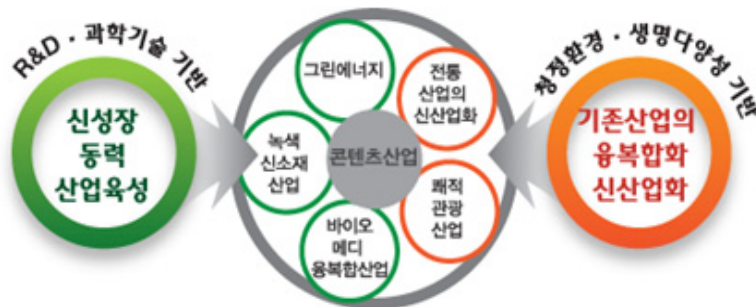 R&D · 과학기술 기반
신성장
동력
산업육성
그린에너지
전통
산업의
신산업화
녹색
신소재
산업
콘텐츠산업
쾌적
관광
산업
바이오
메디
융복합산업
청정환경 · 생명다양성 기반
기존산업의
융복합화
신산업화